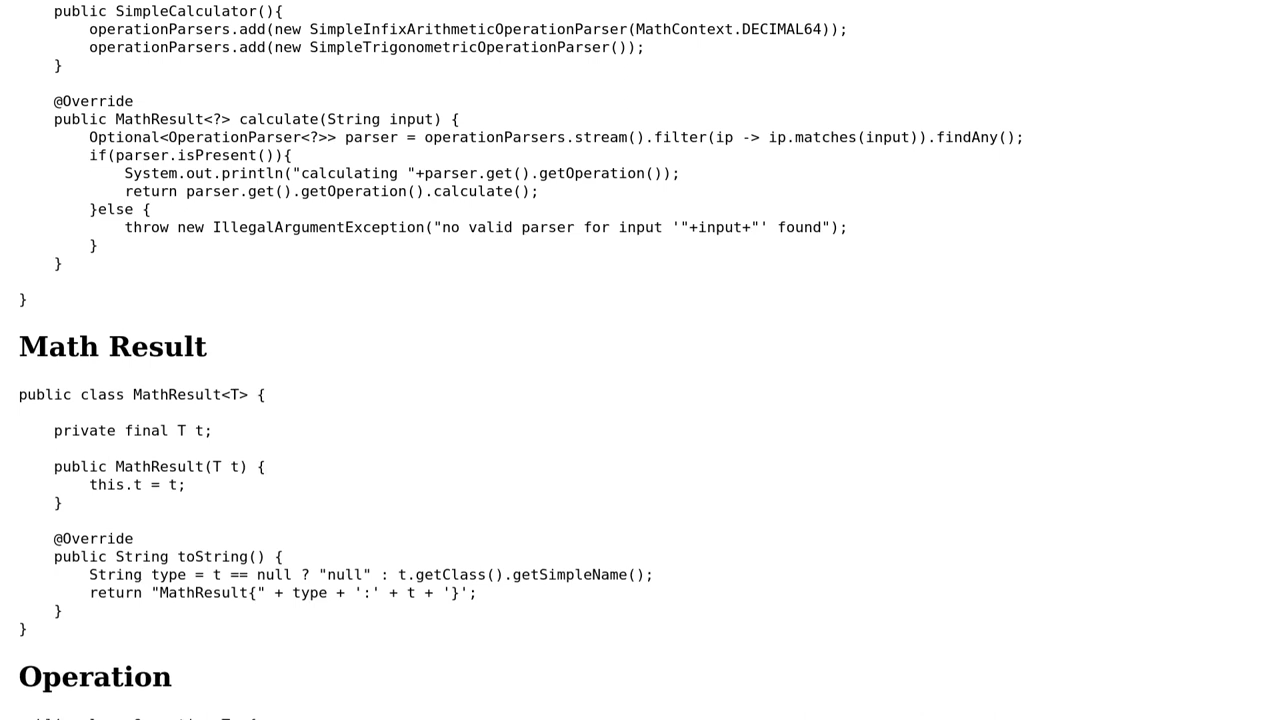 public SimpleCalculator(){
        operationParsers.add(new SimpleInfixArithmeticOperationParser(MathContext.DECIMAL64));
        operationParsers.add(new SimpleTrigonometricOperationParser());
    }

    @Override
    public MathResult<?> calculate(String input) {
        Optional<OperationParser<?>> parser = operationParsers.stream().filter(ip -> ip.matches(input)).findAny();
        if(parser.isPresent()){
            System.out.println("calculating "+parser.get().getOperation());
            return parser.get().getOperation().calculate();
        }else {
            throw new IllegalArgumentException("no valid parser for input '"+input+"' found");
        }
    }

}
Math Result
public class MathResult<T> {

    private final T t;

    public MathResult(T t) {
        this.t = t;
    }

    @Override
    public String toString() {
        String type = t == null ? "null" : t.getClass().getSimpleName();
        return "MathResult{" + type + ':' + t + '}';
    }
}
Operation